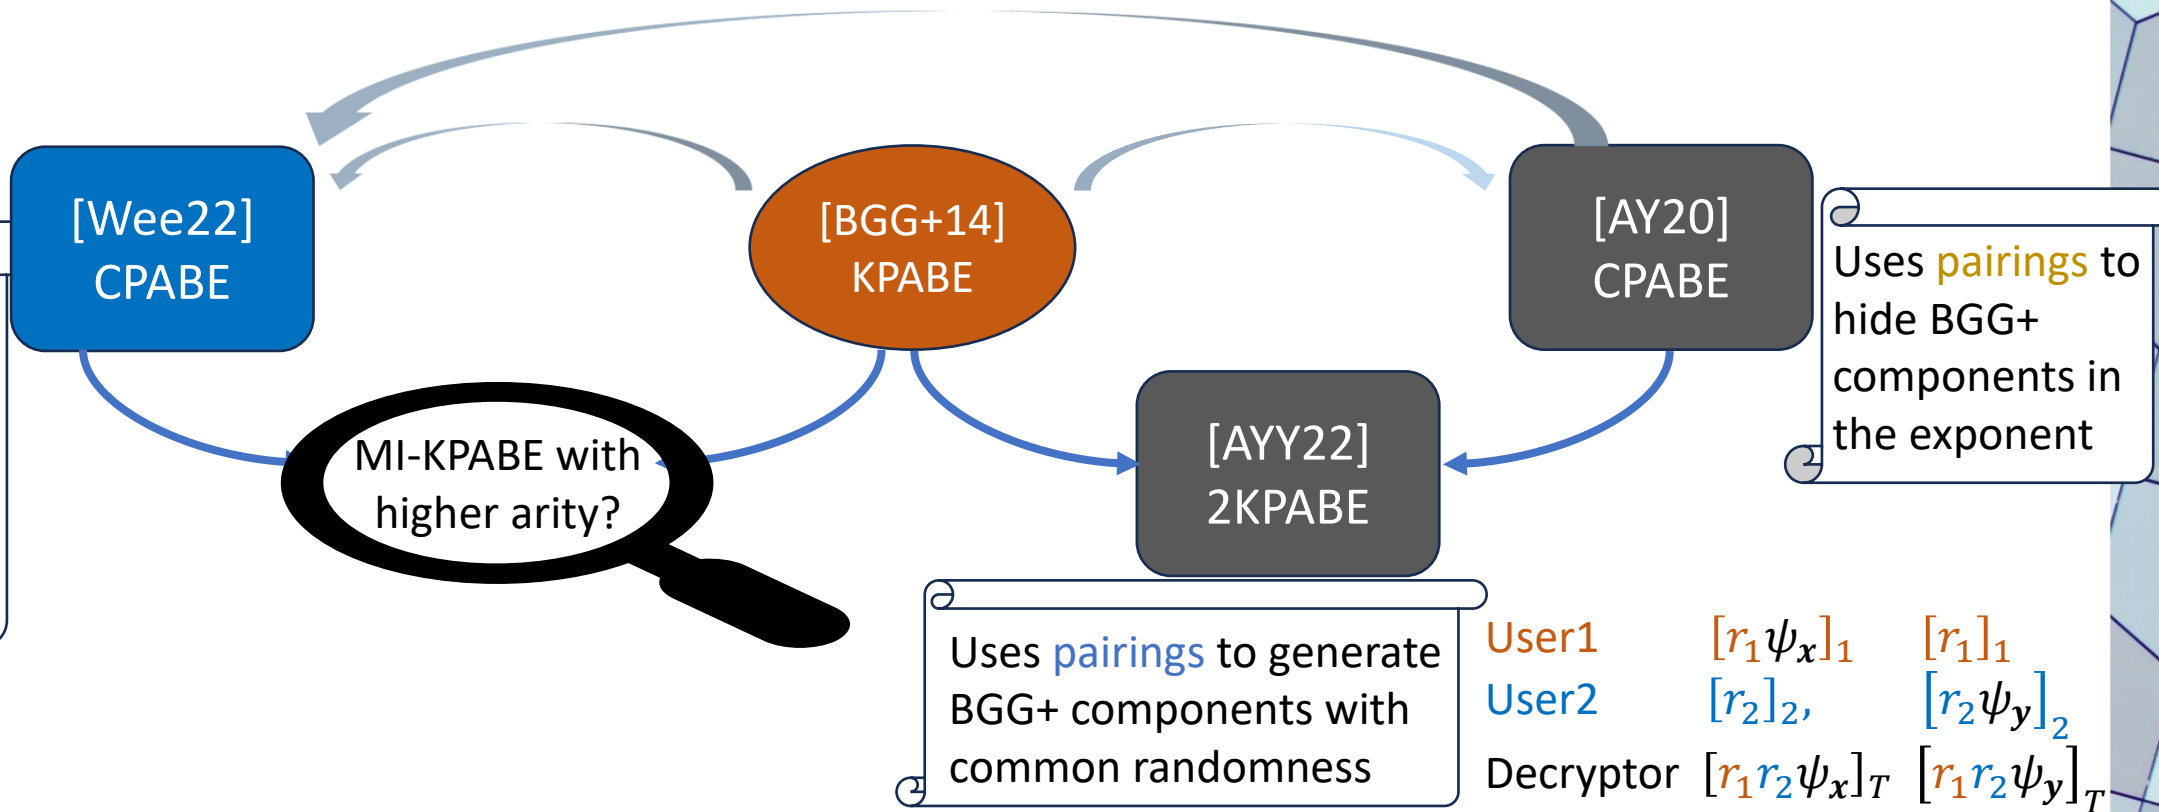 [Wee22]
CPABE
[BGG+14]
KPABE
[AY20]
CPABE
Uses pairings to
hide BGG+
components in
the exponent
MI-KPABE with
higher arity?
[AYY22]
2KPABE
Uses pairings to generate
BGG+ components with
common randomness
User1 [r₁ψ𝒙]₁ [r₁]₁
User2 [r₂]₂, [r₂ψ𝒚]₂
Decryptor [r₁r₂ψ𝒙]_T [r₁r₂ψ𝒚]_T